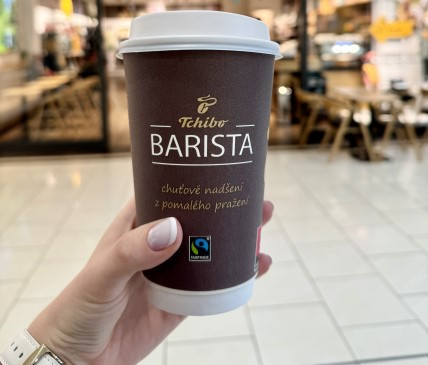 Tchibo
BARISTA
chuťové nadšení
z pomalého pražení
FAIRTRADE